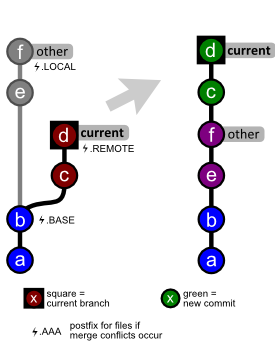 f other
⚡.LOCAL
e
d current
⚡.REMOTE
c
b ⚡.BASE
a
d current
c
f other
e
b
a
x square =
current branch
x green =
new commit
⚡.AAA postfix for files if
merge conflicts occur